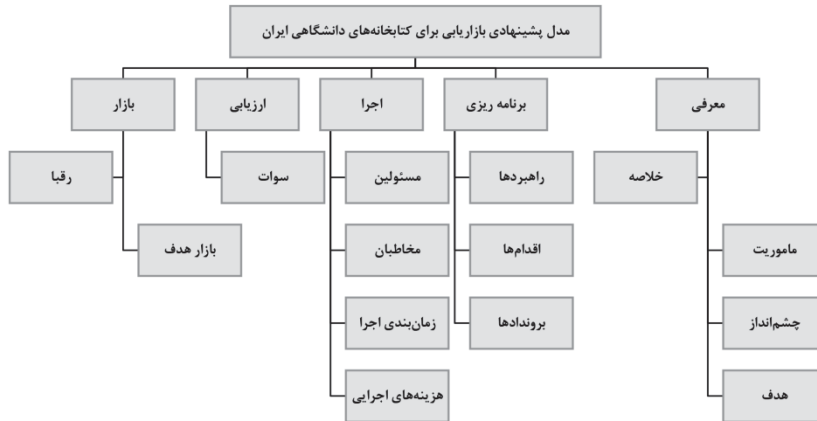 مدل پشینهادی بازاریابی برای کتابخانه‌های دانشگاهی ایران
معرفی
برنامه ریزی
اجرا
ارزیابی
بازار
خلاصه
راهبردها
مسئولین
سوات
رقبا
ماموریت
اقدام‌ها
مخاطبان
بازار هدف
چشم‌انداز
بروندادها
زمان‌بندی اجرا
هدف
هزینه‌های اجرایی